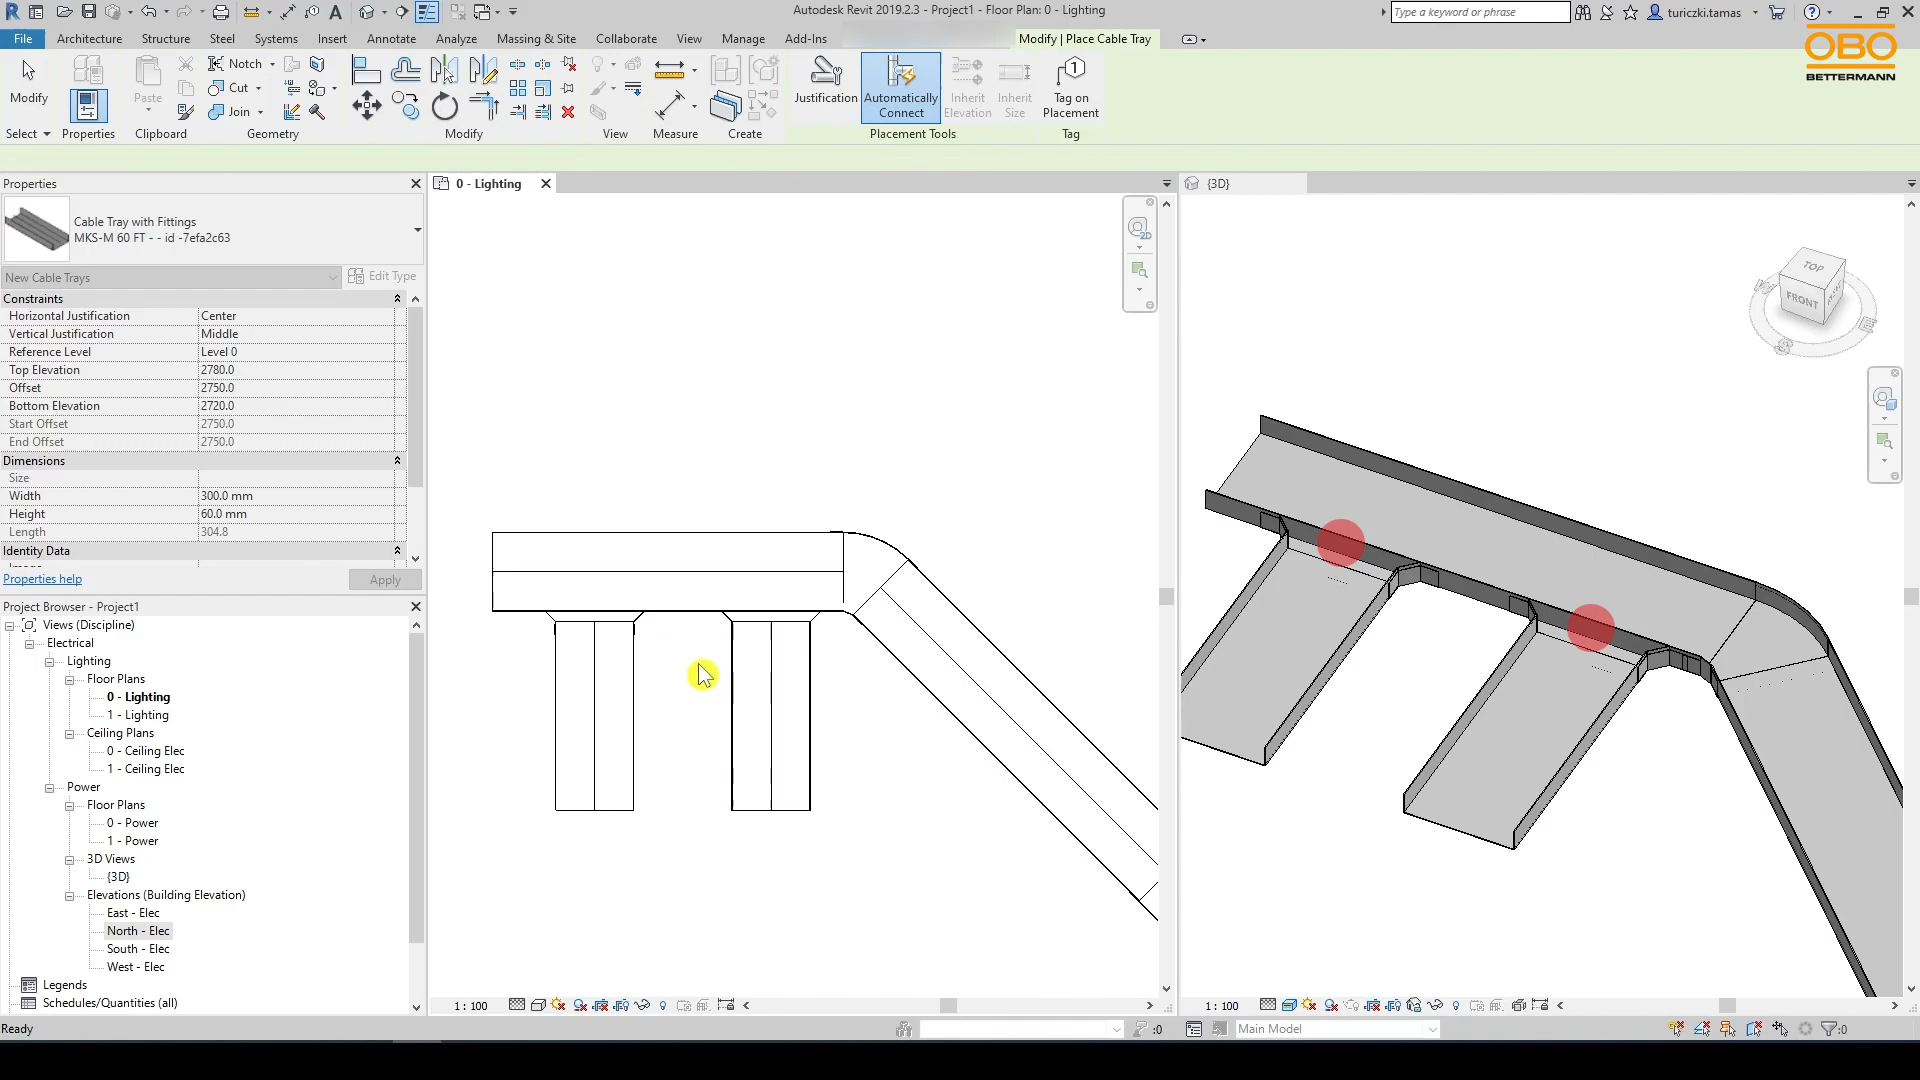 Autodesk Revit 2019.2.3 - Project1 - Floor Plan: 0 - Lighting
Type a keyword or phrase
turiczki.tamas
File Architecture Structure Steel Systems Insert Annotate Analyze Massing & Site Collaborate View Manage Add-Ins Modify | Place Cable Tray
OBO
BETTERMANN
Modify
Paste
Notch
Cut
Join
Justification
Automatically Connect
Inherit Elevation
Inherit Size
Tag on Placement
Select Properties Clipboard Geometry Modify View Measure Create Placement Tools Tag
Properties
Cable Tray with Fittings
MKS-M 60 FT - - id -7efa2c63
New Cable Trays Edit Type
Constraints
Horizontal Justification Center
Vertical Justification Middle
Reference Level Level 0
Top Elevation 2780.0
Offset 2750.0
Bottom Elevation 2720.0
Start Offset 2750.0
End Offset 2750.0
Dimensions
Size
Width 300.0 mm
Height 60.0 mm
Length 304.8
Identity Data
Properties help Apply
Project Browser - Project1
Views (Discipline)
Electrical
Lighting
Floor Plans
0 - Lighting
1 - Lighting
Ceiling Plans
0 - Ceiling Elec
1 - Ceiling Elec
Power
Floor Plans
0 - Power
1 - Power
3D Views
{3D}
Elevations (Building Elevation)
East - Elec
North - Elec
South - Elec
West - Elec
Legends
Schedules/Quantities (all)
0 - Lighting
2D
{3D}
TOP
FRONT
1 : 100
1 : 100
Ready
:0
Main Model
:0